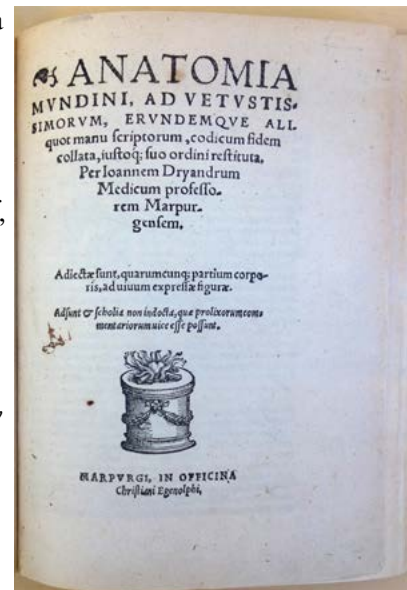 ANATOMIA
MVNDINI, AD VETVSTIS-
SIMORVM, ERVNDEMQVE ALI
quot manu scriptorum, codicum fidem
collata, iustoq; suo ordini restituta.
Per Ioannem Dryandrum
Medicum professo-
rem Marpur-
gensem.
Adiectæ sunt, quarumcunq; partium corpo-
ris, ad uiuum expressæ figuræ.
Adsunt & scholia non indocta, quæ prolixorum com
mentariorum uice esse possunt.
MARPVRGI, IN OFFICINA
Christiani Egenolphi,